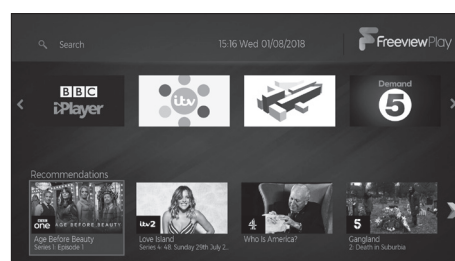 Search
15:16 Wed 01/08/2018
FreeviewPlay
BBC
iPlayer
itv
Demand
5
Recommendations
BBC
one
AGE BEFORE BEAUTY
itv2
4
5
Age Before Beauty
Series 1: Episode 1
Love Island
Series 4- 48: Sunday 29th July 2...
Who Is America?
Gangland
2: Death in Suburbia